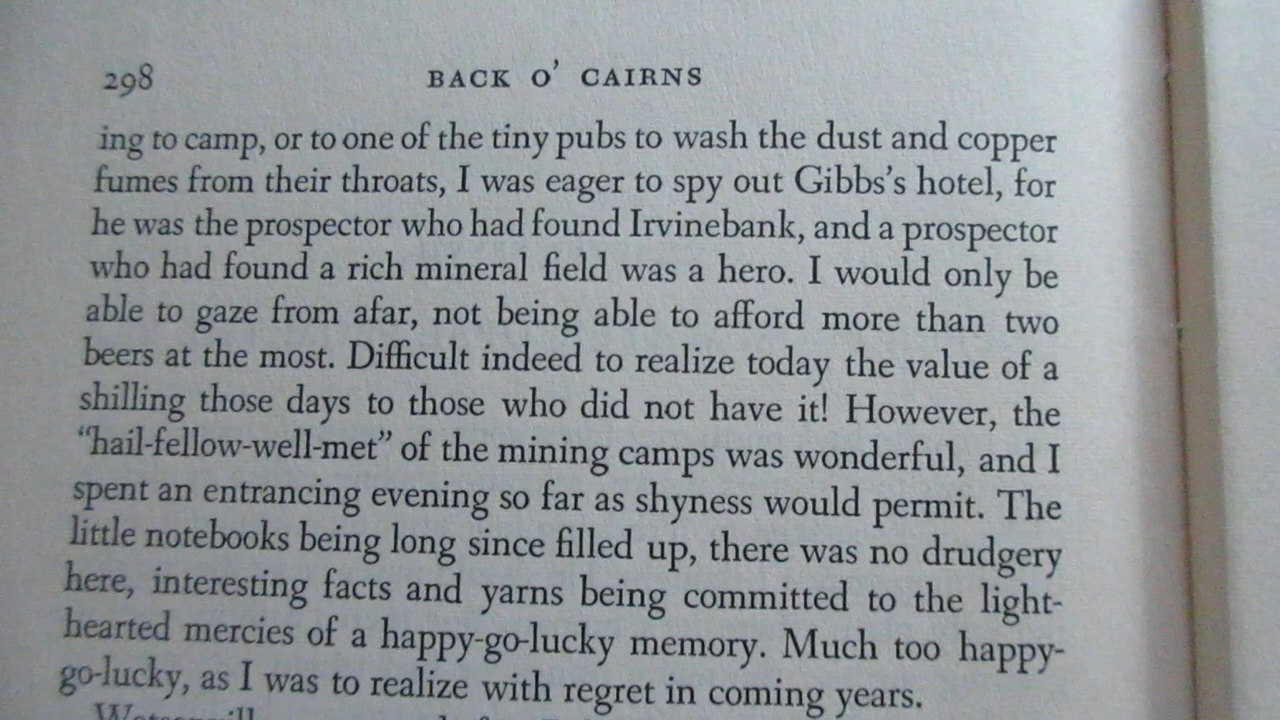 298
BACK O' CAIRNS
ing to camp, or to one of the tiny pubs to wash the dust and copper
fumes from their throats, I was eager to spy out Gibbs's hotel, for
he was the prospector who had found Irvinebank, and a prospector
who had found a rich mineral field was a hero. I would only be
able to gaze from afar, not being able to afford more than two
beers at the most. Difficult indeed to realize today the value of a
shilling those days to those who did not have it! However, the
“hail-fellow-well-met” of the mining camps was wonderful, and I
spent an entrancing evening so far as shyness would permit. The
little notebooks being long since filled up, there was no drudgery
here, interesting facts and yarns being committed to the light-
hearted mercies of a happy-go-lucky memory. Much too happy-
go-lucky, as I was to realize with regret in coming years.